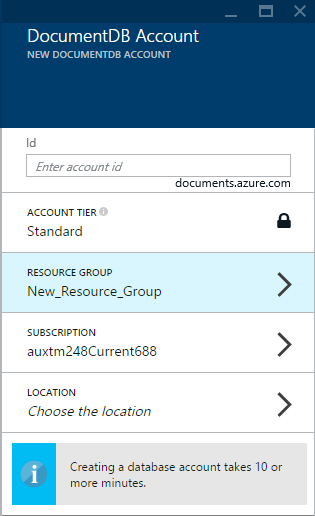 DocumentDB Account
NEW DOCUMENTDB ACCOUNT
Id
Enter account id
documents.azure.com
ACCOUNT TIER
Standard
RESOURCE GROUP
New_Resource_Group
SUBSCRIPTION
auxtm248Current688
LOCATION
Choose the location
Creating a database account takes 10 or
more minutes.